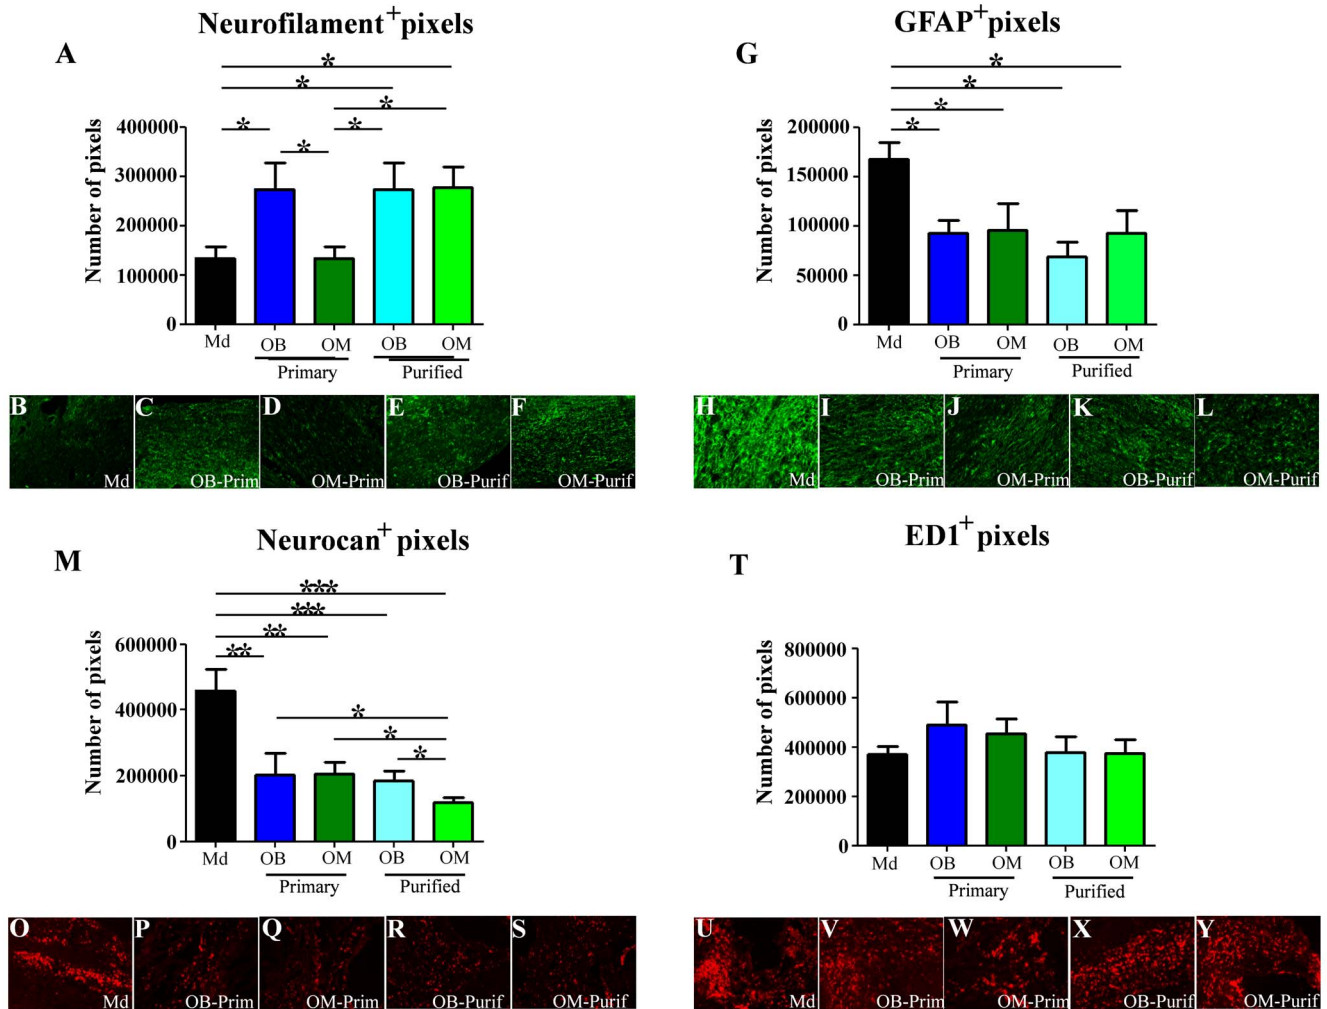 Neurofilament+pixels
A
*
*
*
*
*
*
Number of pixels
400000
300000
200000
100000
0
Md
OB
OM
OB
OM
Primary
Purified
B
C
D
E
F
Md
OB-Prim
OM-Prim
OB-Purif
OM-Purif
GFAP+pixels
G
*
*
*
*
Number of pixels
200000
150000
100000
50000
0
Md
OB
OM
OB
OM
Primary
Purified
H
I
J
K
L
Md
OB-Prim
OM-Prim
OB-Purif
OM-Purif
Neurocan+ pixels
M
***
***
**
**
*
*
*
Number of pixels
600000
400000
200000
0
Md
OB
OM
OB
OM
Primary
Purified
O
P
Q
R
S
Md
OB-Prim
OM-Prim
OB-Purif
OM-Purif
ED1+ pixels
T
Number of pixels
800000
600000
400000
200000
0
Md
OB
OM
OB
OM
Primary
Purified
U
V
W
X
Y
Md
OB-Prim
OM-Prim
OB-Purif
OM-Purif